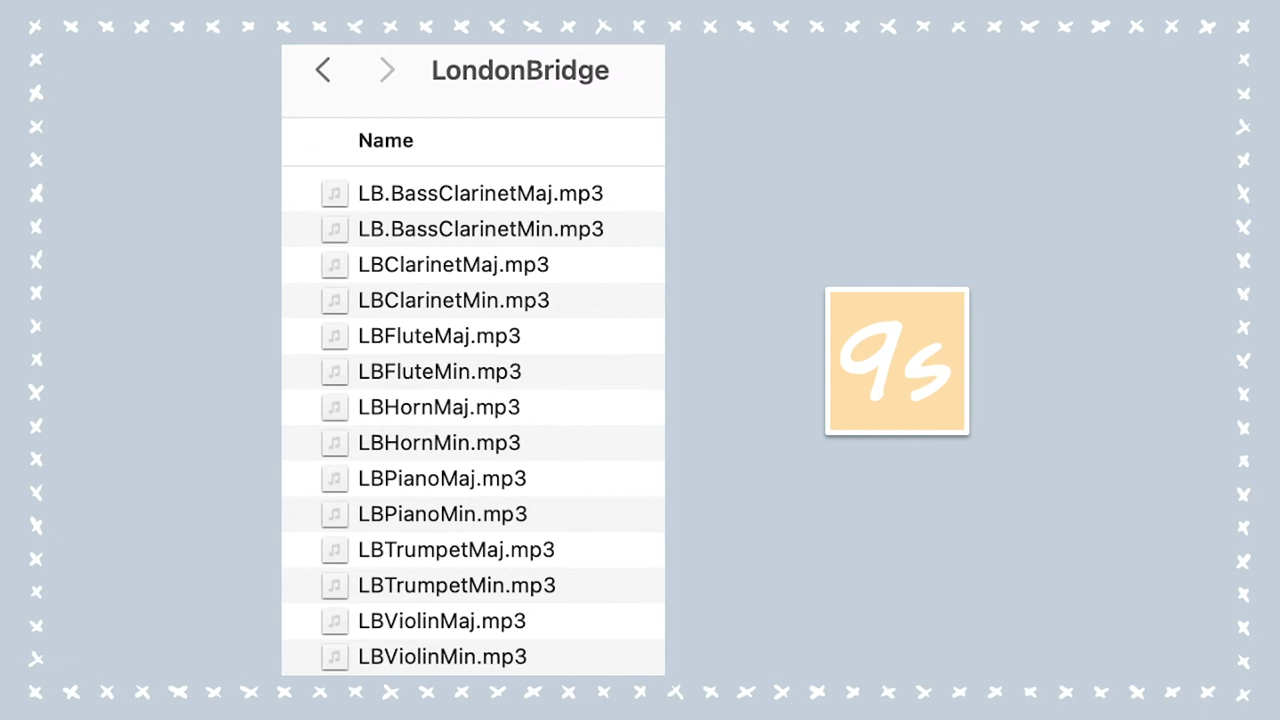 LondonBridge
Name
LB.BassClarinetMaj.mp3
LB.BassClarinetMin.mp3
LBClarinetMaj.mp3
LBClarinetMin.mp3
LBFluteMaj.mp3
LBFluteMin.mp3
LBHornMaj.mp3
LBHornMin.mp3
LBPianoMaj.mp3
LBPianoMin.mp3
LBTrumpetMaj.mp3
LBTrumpetMin.mp3
LBViolinMaj.mp3
LBViolinMin.mp3
9s